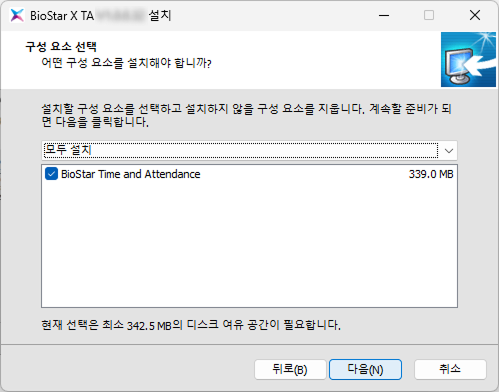 BioStar X TA 설치
구성 요소 선택
어떤 구성 요소를 설치해야 합니까?
설치할 구성 요소를 선택하고 설치하지 않을 구성 요소를 지웁니다. 계속할 준비가 되
면 다음을 클릭합니다.
모두 설치
BioStar Time and Attendance 339.0 MB
현재 선택은 최소 342.5 MB의 디스크 여유 공간이 필요합니다.
뒤로(B) 다음(N) 취소